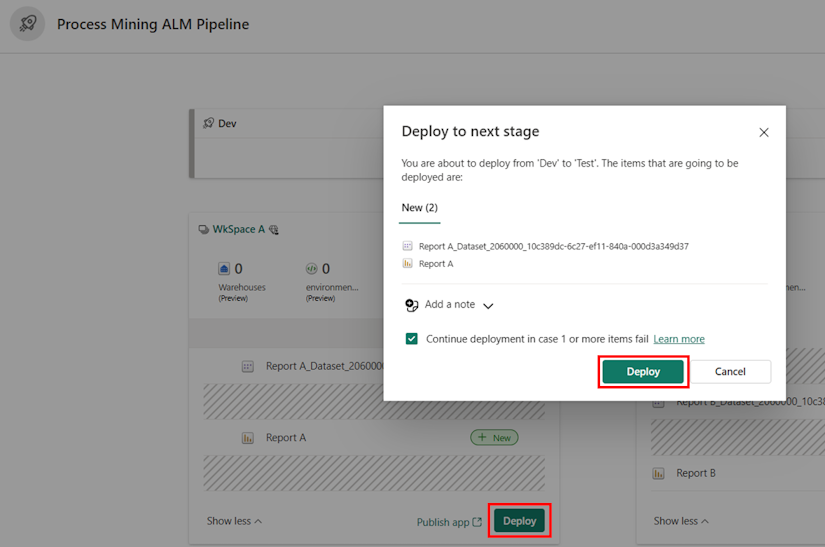 Process Mining ALM Pipeline
Dev
Deploy to next stage
You are about to deploy from 'Dev' to 'Test'. The items that are going to be
deployed are:
New (2)
Report A_Dataset_2060000_10c389dc-6c27-ef11-840a-000d3a349d37
Report A
Add a note
Continue deployment in case 1 or more items fail Learn more
Deploy Cancel
WkSpace A
0 0
Warehouses environmen...
(Preview) (Preview)
men...
Report A_Dataset_2060000
Report B_Dataset_2060000_10c38
Report A + New
Report B
Show less Publish app Deploy
Show less